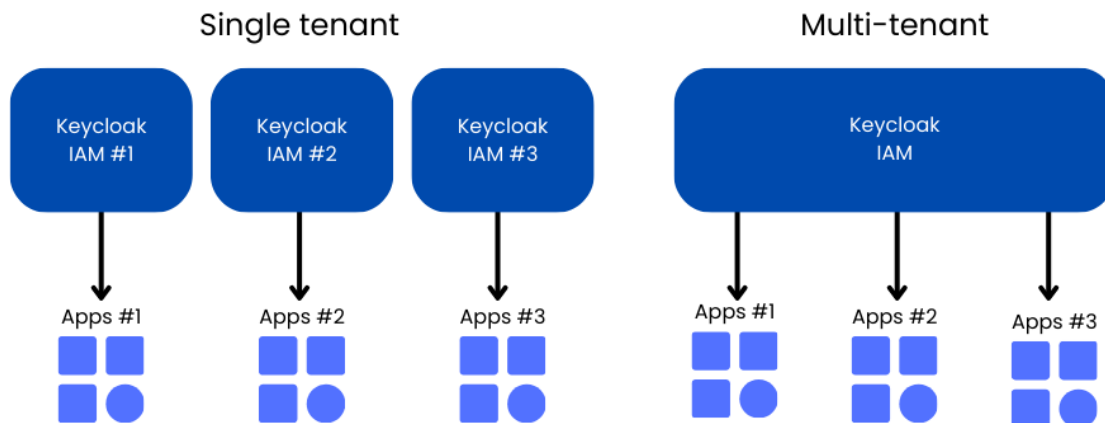 Single tenant
Multi-tenant
Keycloak
IAM #1
Keycloak
IAM #2
Keycloak
IAM #3
Keycloak
IAM
Apps #1
Apps #2
Apps #3
Apps #1
Apps #2
Apps #3